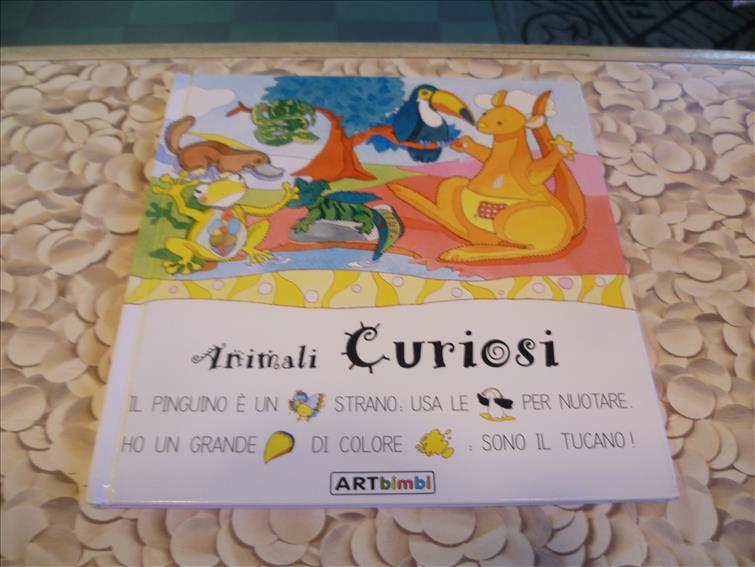 Animali Curiosi
IL PINGUINO È UN STRANO: USA LE PER NUOTARE.
HO UN GRANDE DI COLORE : SONO IL TUCANO!
ARTbimbi